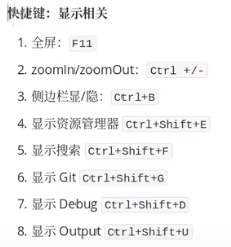 快捷键：显示相关
1. 全屏：F11
2. zoomIn/zoomOut：Ctrl +/-
3. 侧边栏显/隐：Ctrl+B
4. 显示资源管理器 Ctrl+Shift+E
5. 显示搜索 Ctrl+Shift+F
6. 显示 Git Ctrl+Shift+G
7. 显示 Debug Ctrl+Shift+D
8. 显示 Output Ctrl+Shift+U